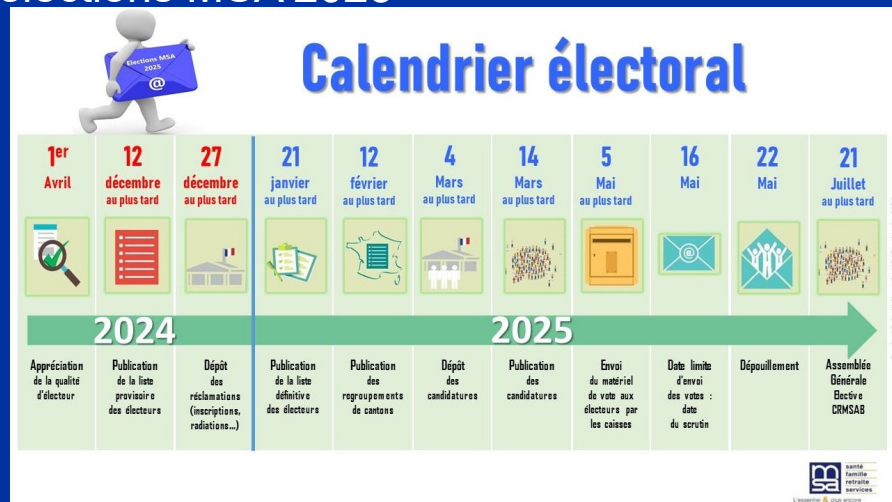 Elections MSA
2025
@
Calendrier électoral
1er
Avril
12
décembre
au plus tard
27
décembre
au plus tard
21
janvier
au plus tard
12
février
au plus tard
4
Mars
au plus tard
14
Mars
au plus tard
5
Mai
au plus tard
16
Mai
22
Mai
21
Juillet
au plus tard
@
2024
2025
Appréciation
de la qualité
d'électeur
Publication
de la liste
provisoire
des électeurs
Dépôt
des
réclamations
(inscriptions,
radiations...)
Publication
de la liste
définitive
des électeurs
Publication
des
regroupements
de cantons
Dépôt
des
candidatures
Publication
des
candidatures
Envoi
du matériel
de vote aux
électeurs par
les caisses
Date limite
d'envoi
des votes :
date
du scrutin
Dépouillement
Assemblée
Générale
Elective
CRMSAB
msa
santé
famille
retraite
services
L'essentiel & plus encore